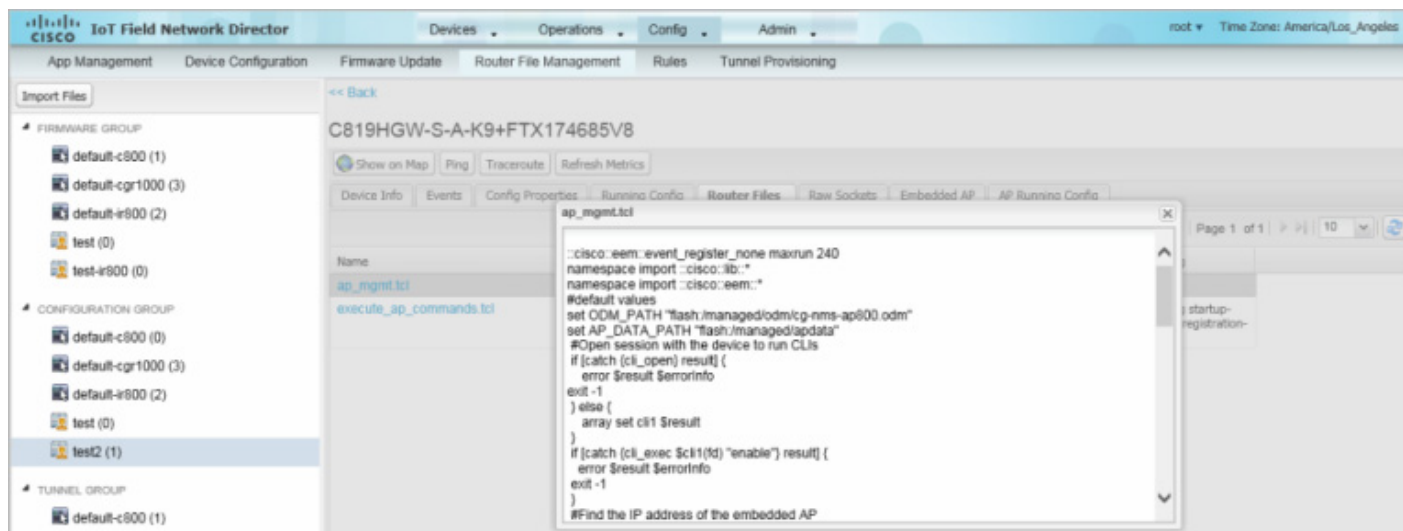 CISCO IoT Field Network Director
Devices Operations Config Admin
root Time Zone: America/Los_Angeles
App Management Device Configuration Firmware Update Router File Management Rules Tunnel Provisioning
Import Files
FIRMWARE GROUP
default-c800 (1)
default-cgr1000 (3)
default-ir800 (2)
test (0)
test-ir800 (0)
CONFIGURATION GROUP
default-c800 (0)
default-cgr1000 (3)
default-ir800 (2)
test (0)
test2 (1)
TUNNEL GROUP
default-c800 (1)
<< Back
C819HGW-S-A-K9+FTX174685V8
Show on Map Ping Traceroute Refresh Metrics
Device Info Events Config Properties Running Config Router Files Raw Sockets Embedded AP AP Running Config
Page 1 of 1 10
Name
ap_mgmt.tcl
execute_ap_commands.tcl
startup-
registration-
ap_mgmt.tcl
::cisco::eem::event_register_none maxrun 240
namespace import ::cisco::lib::*
namespace import ::cisco::eem::*
#default values
set ODM_PATH "flash:/managed/odm/cg-nms-ap800.odm"
set AP_DATA_PATH "flash:/managed/apdata"
#Open session with the device to run CLIs
if [catch {cli_open} result] {
error $result $errorInfo
exit -1
} else {
array set cli1 $result
}
if [catch {cli_exec $cli1(fd) "enable"} result] {
error $result $errorInfo
exit -1
}
#Find the IP address of the embedded AP